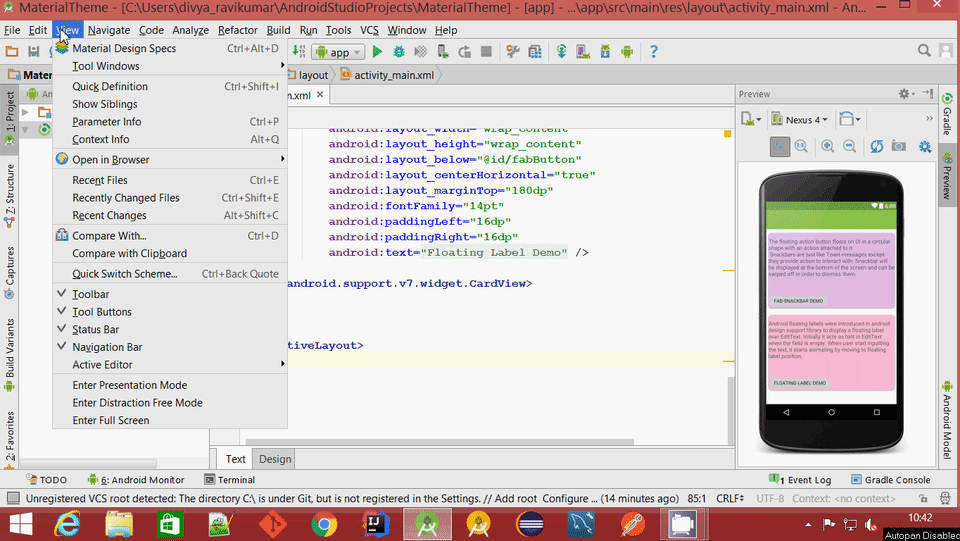 MaterialTheme - [C:\Users\divya_ravikumar\AndroidStudioProjects\MaterialTheme] - [app] - ...\app\src\main\res\layout\activity_main.xml - An...
File Edit View Navigate Code Analyze Refactor Build Run Tools VCS Window Help
app
Mater
layout
activity_main.xml
Material Design Specs Ctrl+Alt+D
Tool Windows
Quick Definition Ctrl+Shift+I
Show Siblings
Parameter Info Ctrl+P
Context Info Alt+Q
Open in Browser
Recent Files Ctrl+E
Recently Changed Files Ctrl+Shift+E
Recent Changes Alt+Shift+C
Compare With... Ctrl+D
Compare with Clipboard
Quick Switch Scheme... Ctrl+Back Quote
Toolbar
Tool Buttons
Status Bar
Navigation Bar
Active Editor
Enter Presentation Mode
Enter Distraction Free Mode
Enter Full Screen
1: Project
Z: Structure
Captures
Build Variants
2: Favorites
An
n.xml
android:layout_width="wrap_content"
android:layout_height="wrap_content"
android:layout_below="@id/fabButton"
android:layout_centerHorizontal="true"
android:layout_marginTop="180dp"
android:fontFamily="14pt"
android:paddingLeft="16dp"
android:paddingRight="16dp"
android:text="Floating Label Demo" />
android.support.v7.widget.CardView>
tiveLayout>
Text Design
Preview
Nexus 4
6:00
The floating action button floats on UI in a circular
shape with an action attached to it.
Snackbars are just like Toast messages except
they provide action to interact with. Snackbar will
be displayed at the bottom of the screen and can be
swiped off in order to dismiss them.
FAB-SNACKBAR DEMO
Android floating labels were introduced in android
design support library to display a floating label
over EditText. Initially it acts as hint in EditText
when the field is empty. When user start inputting
the text, it starts animating by moving to floating
label position.
FLOATING LABEL DEMO
Gradle
Preview
Android Model
TODO
6: Android Monitor
Terminal
1 Event Log
Gradle Console
Unregistered VCS root detected: The directory C:\ is under Git, but is not registered in the Settings. // Add root Configure ... (14 minutes ago)
85:1 CRLF UTF-8 Context: <no context>
10:42
Autopan Disabled